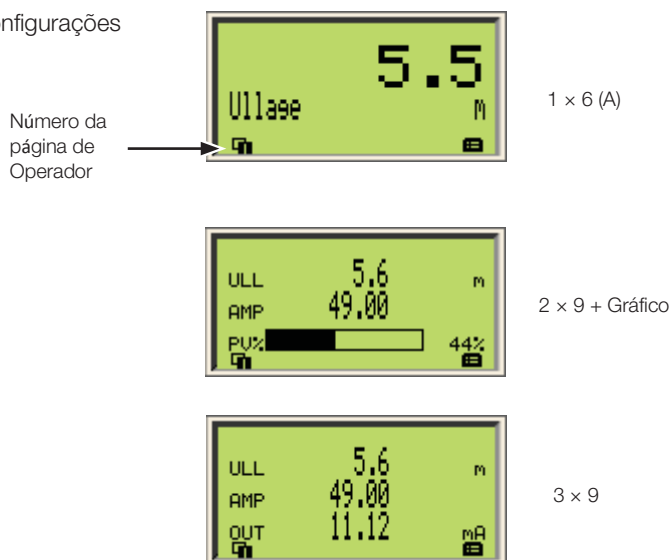 nfigurações
5.5
Ullage
M
1 × 6 (A)
Número da
página de
Operador
ULL 5.6 m
AMP 49.00
PV% 44%
2 × 9 + Gráfico
ULL 5.6 m
AMP 49.00
OUT 11.12 mA
3 × 9